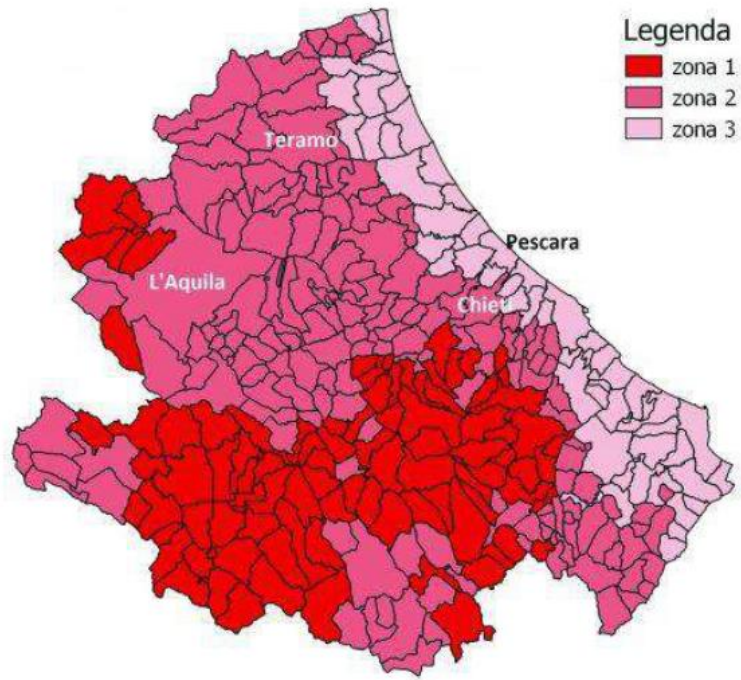 Legenda
zona 1
zona 2
zona 3
Teramo
Pescara
L'Aquila
Chieti